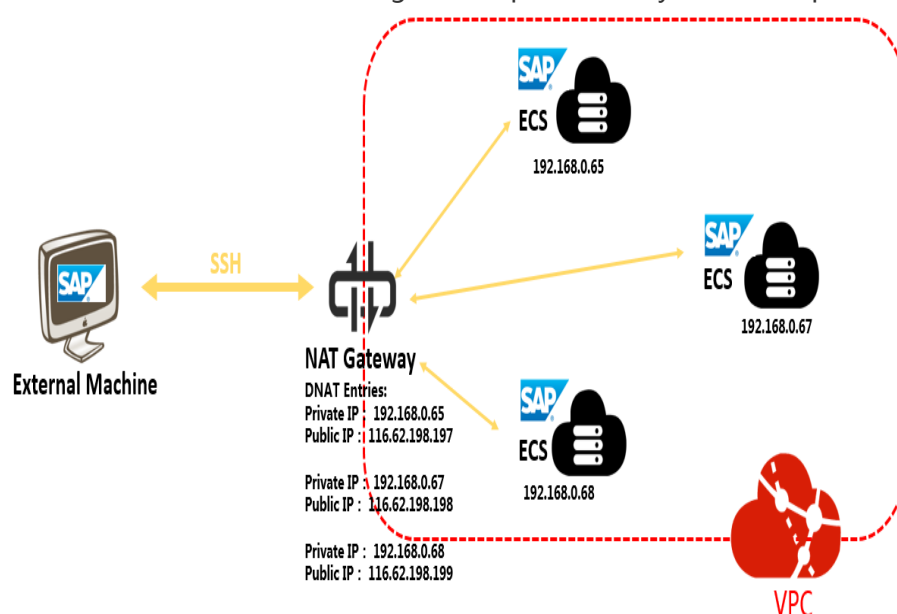 SAP
ECS
192.168.0.65
SAP
ECS
192.168.0.67
SSH
SAP
External Machine
NAT Gateway
DNAT Entries:
Private IP : 192.168.0.65
Public IP : 116.62.198.197
Private IP : 192.168.0.67
Public IP : 116.62.198.198
Private IP : 192.168.0.68
Public IP : 116.62.198.199
SAP
ECS
192.168.0.68
VPC